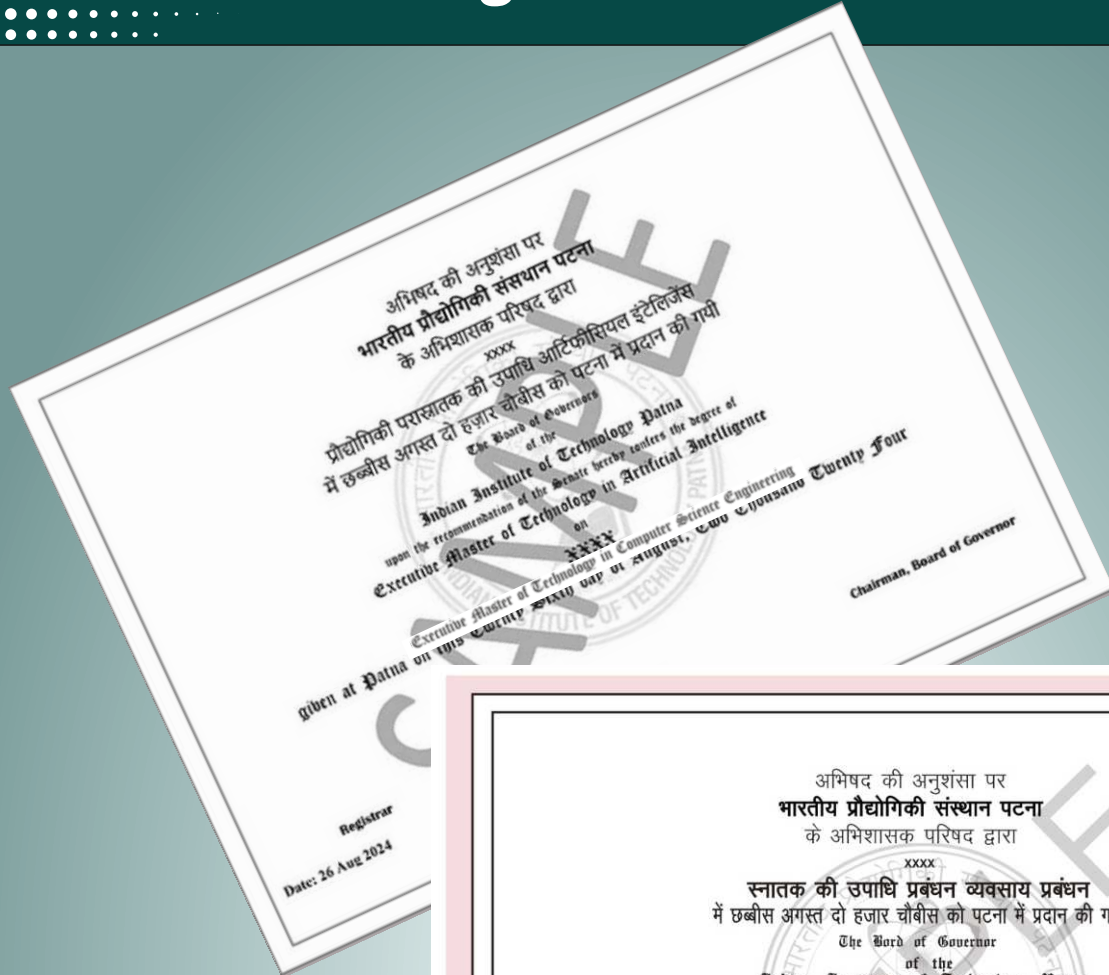 अभिषद की अनुशंसा पर
भारतीय प्रौद्योगिकी संसथान पटना
के अभिशासक परिषद द्वारा
xxxx
प्रौद्योगिकी परास्नातक की उपाधि आर्टिफीसियल इंटेलिजेंस
में छब्बीस अगस्त दो हज़ार चौबीस को पटना में प्रदान की गयी
The Board of Governors
of the
Indian Institute of Technology Patna
upon the recommendation of the Senate hereby confers the degree of
Executive Master of Technology in Artificial Intelligence
on
XXXX
Executive Master of Technology in Computer Science Engineering
given at Patna on this Twenty Sixth day of August, Two Thousand Twenty Four
Chairman, Board of Governor
Registrar
Date: 26 Aug 2024
SAMPLE
अभिषद की अनुशंसा पर
भारतीय प्रौद्योगिकी संस्थान पटना
के अभिशासक परिषद द्वारा
xxxx
स्नातक की उपाधि प्रबंधन व्यवसाय प्रबंधन
में छब्बीस अगस्त दो हजार चौबीस को पटना में प्रदान की
The Bord of Governor
of the